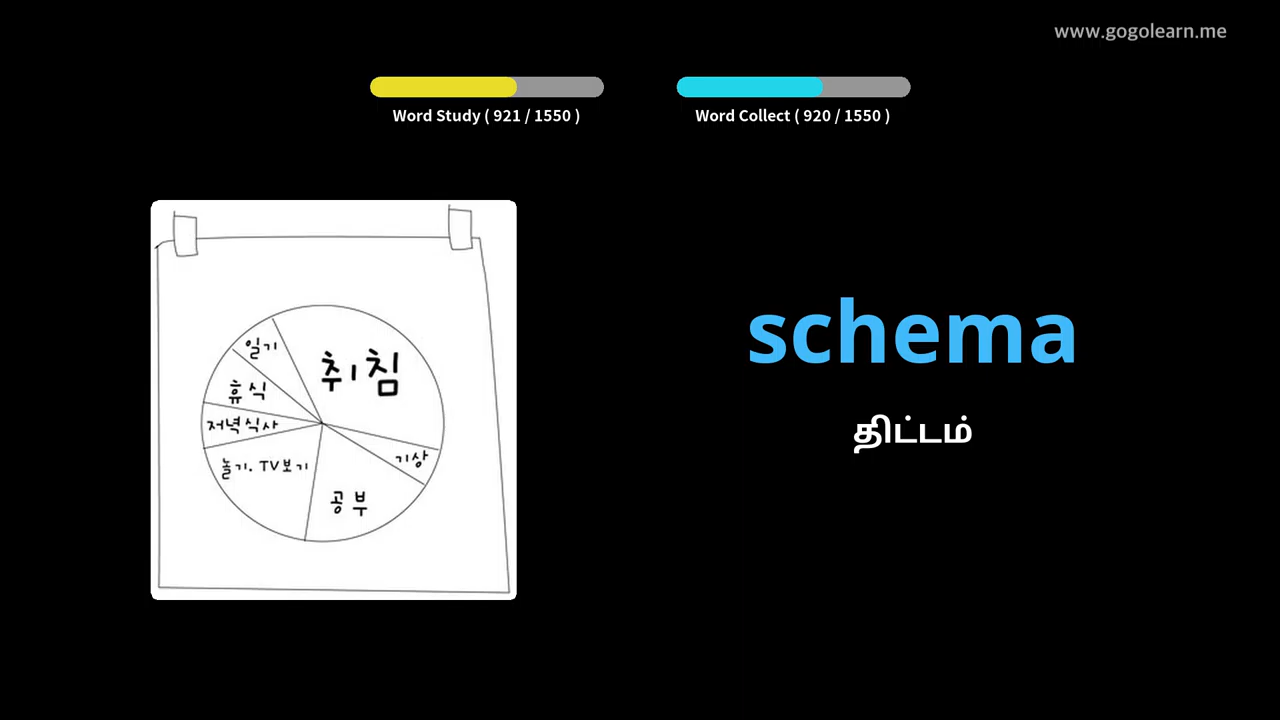 www.gogolearn.me
Word Study ( 921 / 1550 )
Word Collect ( 920 / 1550 )
일기
취침
휴식
저녁식사
놀기. TV보기
기상
공부
schema
திட்டம்